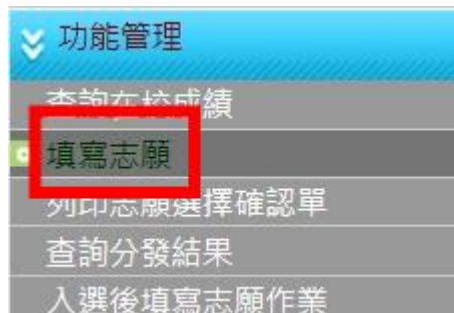 功能管理
查詢在校成績
填寫志願
列印志願選擇確認單
查詢分發結果
入選後填寫志願作業